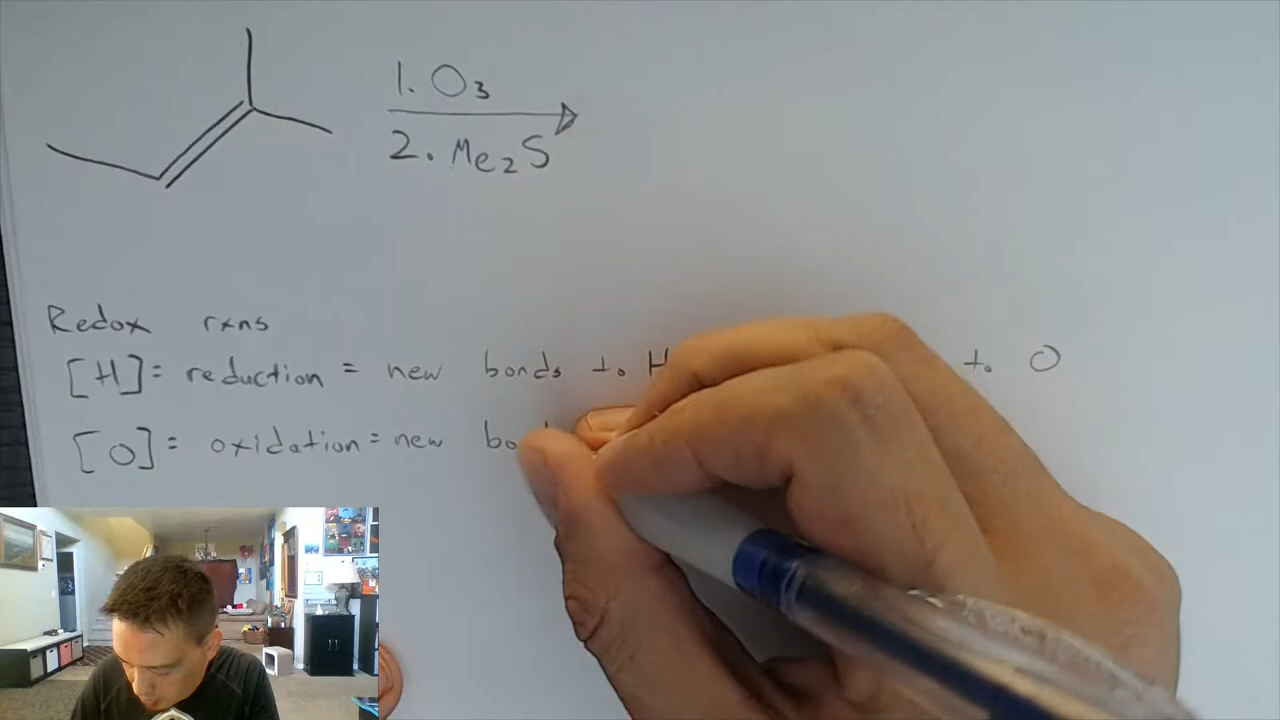 1. O3
2. Me2S
Redox rxns
[H] = reduction = new bonds to H to O
[O] = oxidation = new